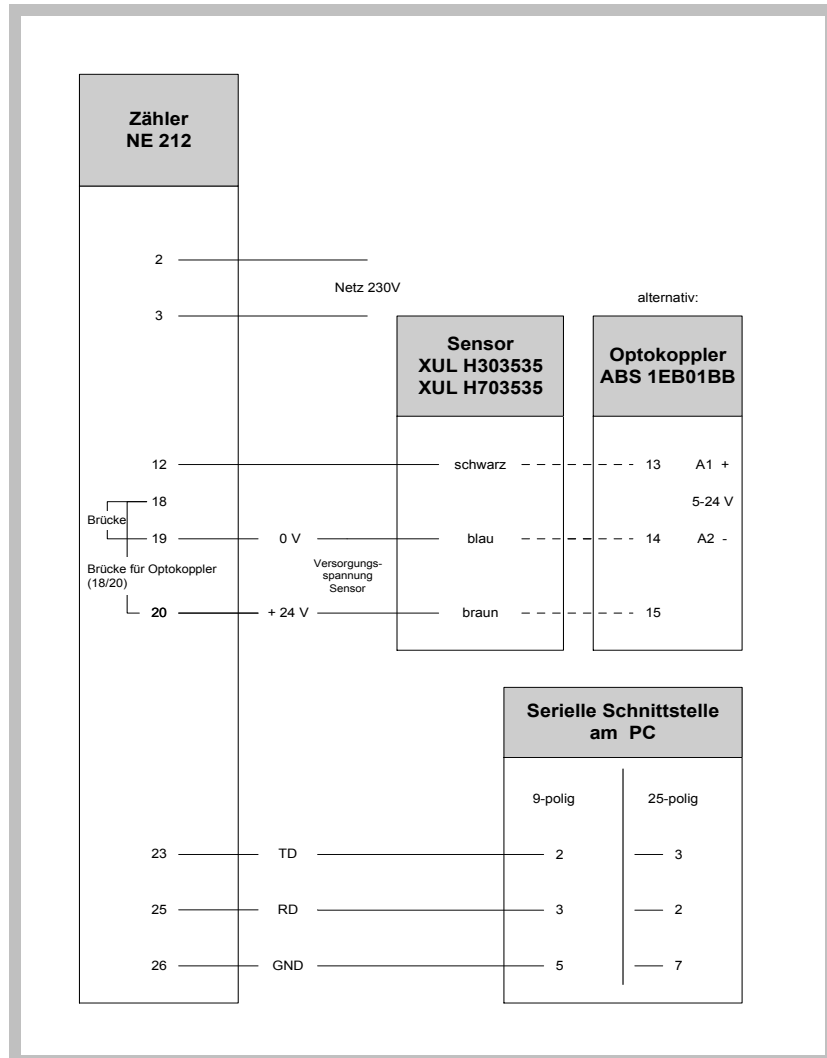 Zähler
NE 212
2
Netz 230V
3
alternativ:
Sensor
XUL H303535
XUL H703535
Optokoppler
ABS 1EB01BB
12
schwarz
13
A1 +
18
5-24 V
Brücke
19
0 V
blau
14
A2 -
Brücke für Optokoppler
(18/20)
Versorgungs-
spannung
Sensor
20
+ 24 V
braun
15
Serielle Schnittstelle
am PC
9-polig
25-polig
23
TD
2
3
25
RD
3
2
26
GND
5
7